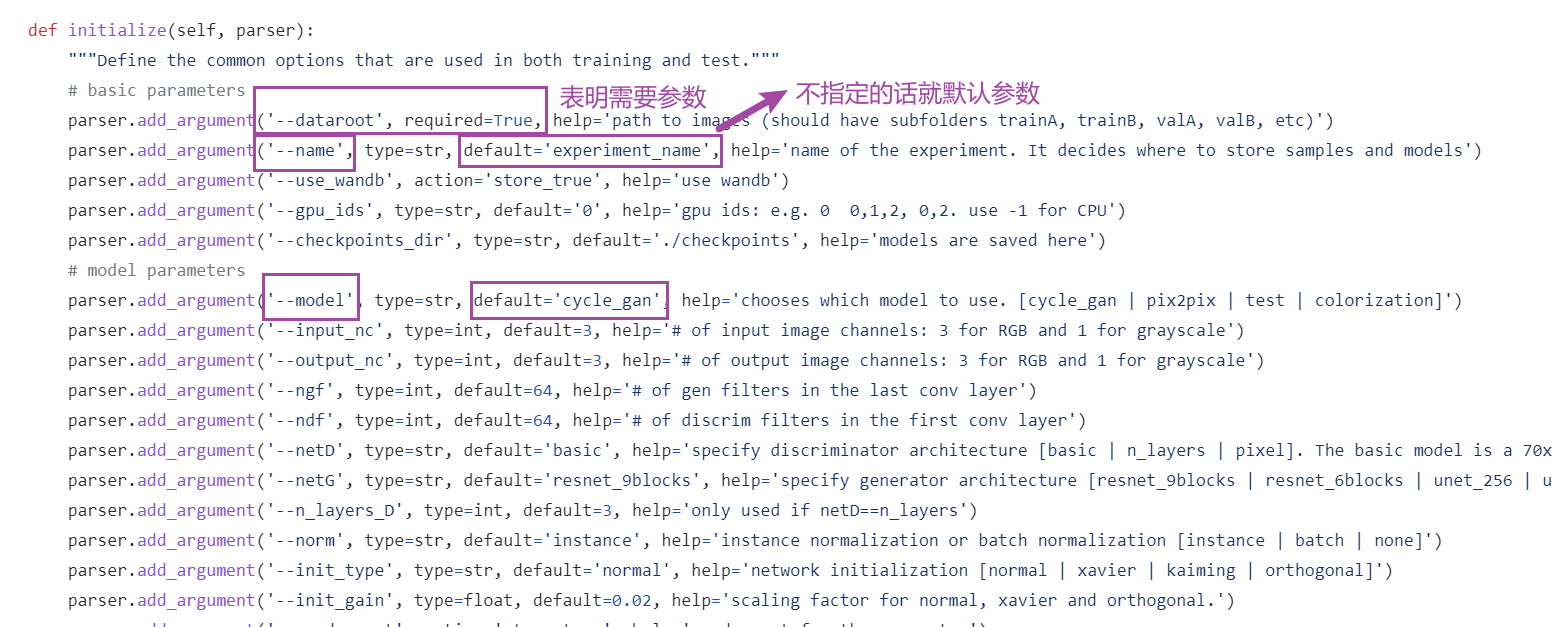 def initialize(self, parser):
"""Define the common options that are used in both training and test."""
# basic parameters
表明需要参数
不指定的话就默认参数
parser.add_argument('--dataroot', required=True, help='path to images (should have subfolders trainA, trainB, valA, valB, etc)')
parser.add_argument('--name', type=str, default='experiment_name', help='name of the experiment. It decides where to store samples and models')
parser.add_argument('--use_wandb', action='store_true', help='use wandb')
parser.add_argument('--gpu_ids', type=str, default='0', help='gpu ids: e.g. 0  0,1,2, 0,2. use -1 for CPU')
parser.add_argument('--checkpoints_dir', type=str, default='./checkpoints', help='models are saved here')
# model parameters
parser.add_argument('--model', type=str, default='cycle_gan', help='chooses which model to use. [cycle_gan | pix2pix | test | colorization]')
parser.add_argument('--input_nc', type=int, default=3, help='# of input image channels: 3 for RGB and 1 for grayscale')
parser.add_argument('--output_nc', type=int, default=3, help='# of output image channels: 3 for RGB and 1 for grayscale')
parser.add_argument('--ngf', type=int, default=64, help='# of gen filters in the last conv layer')
parser.add_argument('--ndf', type=int, default=64, help='# of discrim filters in the first conv layer')
parser.add_argument('--netD', type=str, default='basic', help='specify discriminator architecture [basic | n_layers | pixel]. The basic model is a 70x
parser.add_argument('--netG', type=str, default='resnet_9blocks', help='specify generator architecture [resnet_9blocks | resnet_6blocks | unet_256 | u
parser.add_argument('--n_layers_D', type=int, default=3, help='only used if netD==n_layers')
parser.add_argument('--norm', type=str, default='instance', help='instance normalization or batch normalization [instance | batch | none]')
parser.add_argument('--init_type', type=str, default='normal', help='network initialization [normal | xavier | kaiming | orthogonal]')
parser.add_argument('--init_gain', type=float, default=0.02, help='scaling factor for normal, xavier and orthogonal.')